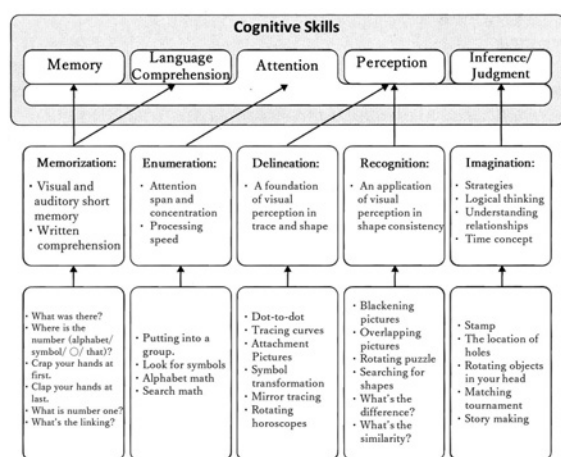 Cognitive Skills
Memory
Language
Comprehension
Attention
Perception
Inference/
Judgment
Memorization:
• Visual and
auditory short
memory
• Written
comprehension
Enumeration:
• Attention
span and
concentration
• Processing
speed
Delineation:
• A foundation
of visual
perception in
trace and shape
Recognition:
• An application
of visual
perception in
shape consistency
Imagination:
• Strategies
• Logical thinking
• Understanding
relationships
• Time concept
• What was there?
• Where is the
number (alphabet/
symbol/ ○/ that)?
• Crap your hands at
first.
• Clap your hands at
last.
• What is number one?
• What's the linking?
• Putting into a
group.
• Look for symbols
• Alphabet math
• Search math
• Dot-to-dot
• Tracing curves
• Attachment
Pictures
• Symbol
transformation
• Mirror tracing
• Rotating
horoscopes
• Blackening
pictures
• Overlapping
pictures
• Rotating puzzle
• Searching for
shapes
• What's the
difference?
• What's the
similarity?
• Stamp
• The location of
holes
• Rotating objects
in your head
• Matching
tournament
• Story making